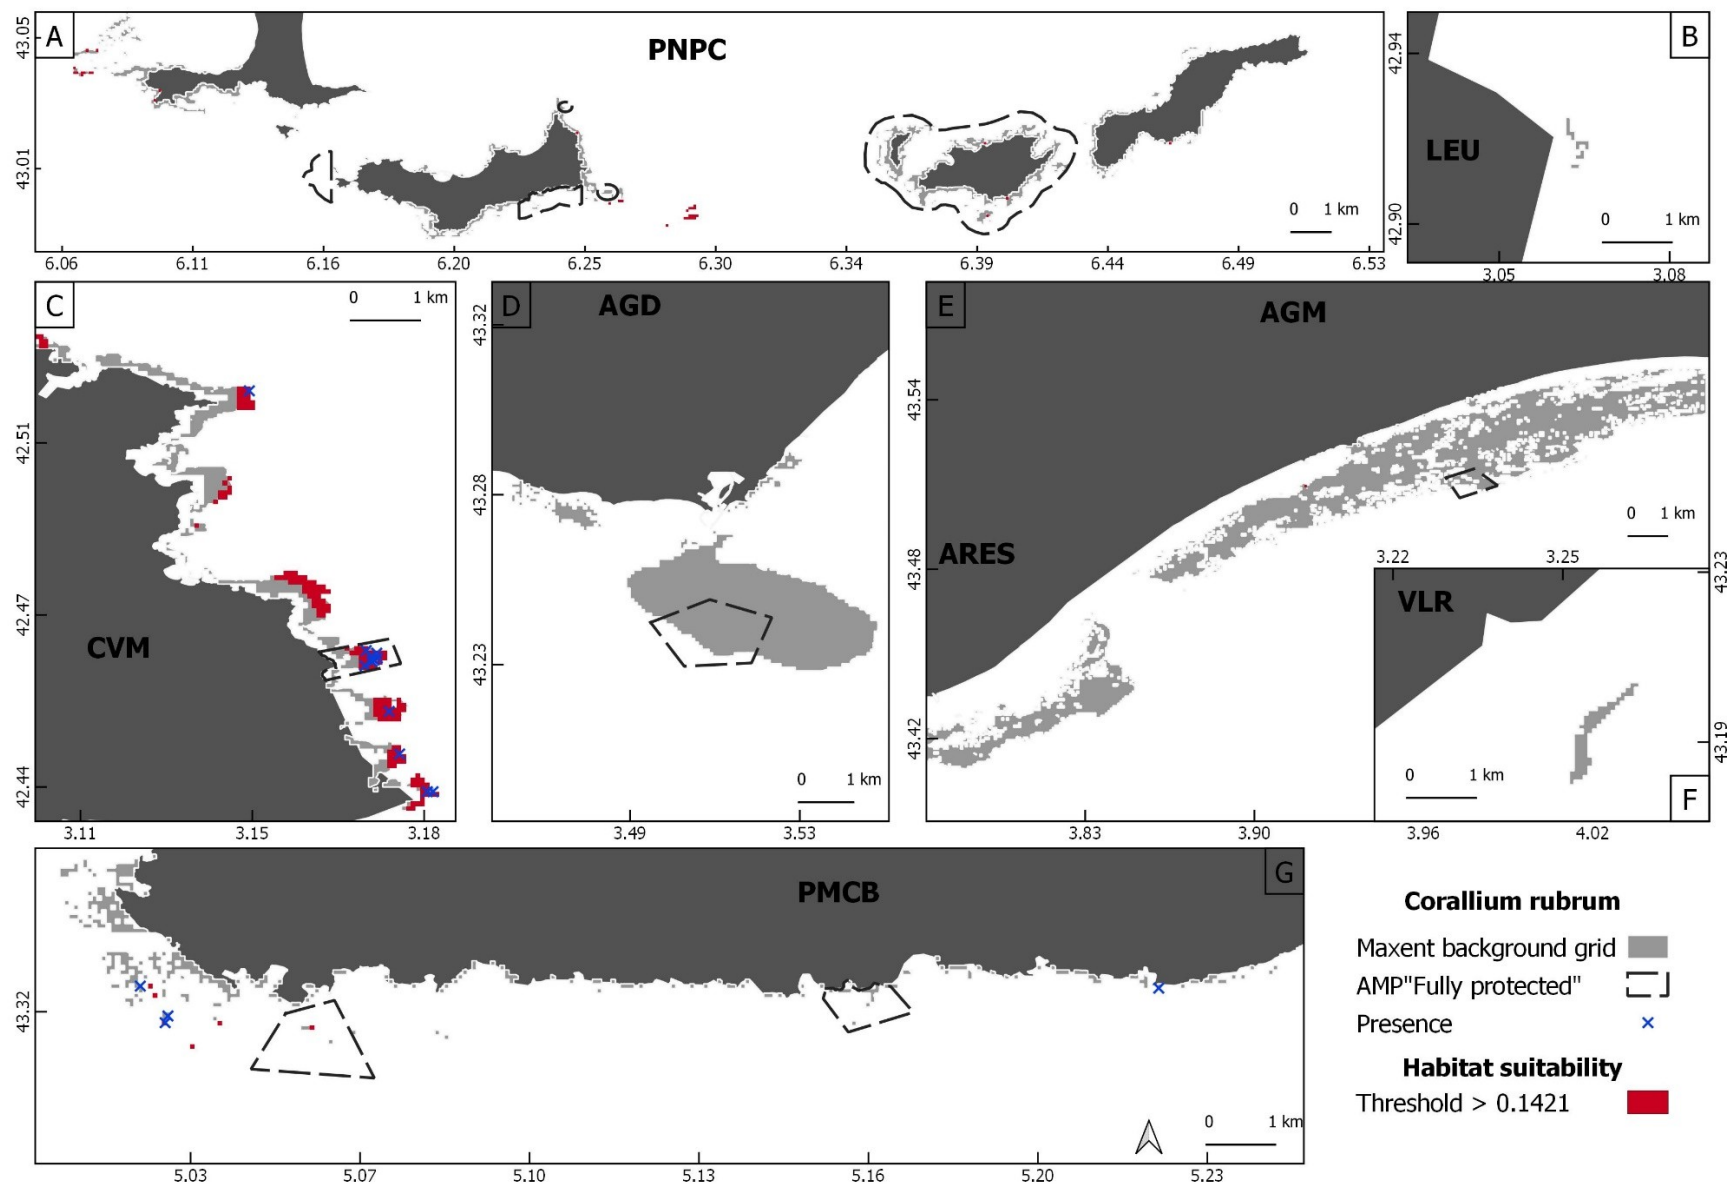 A
PNPC
43.05
43.01
0 1 km
6.06 6.11 6.16 6.20 6.25 6.30 6.34 6.39 6.44 6.49 6.53
B
LEU
42.94
42.90
0 1 km
3.05 3.08
C
0 1 km
CVM
42.51
42.47
42.44
3.11 3.15 3.18
D
AGD
43.32
43.28
43.23
0 1 km
3.49 3.53
E
AGM
ARES
43.54
43.48
43.42
0 1 km
3.83 3.90 3.96 4.02
3.22 3.25
VLR
43.23
43.19
0 1 km
F
G
PMCB
43.32
0 1 km
5.03 5.07 5.10 5.13 5.16 5.20 5.23
Corallium rubrum
Maxent background grid
AMP"Fully protected"
Presence
Habitat suitability
Threshold > 0.1421